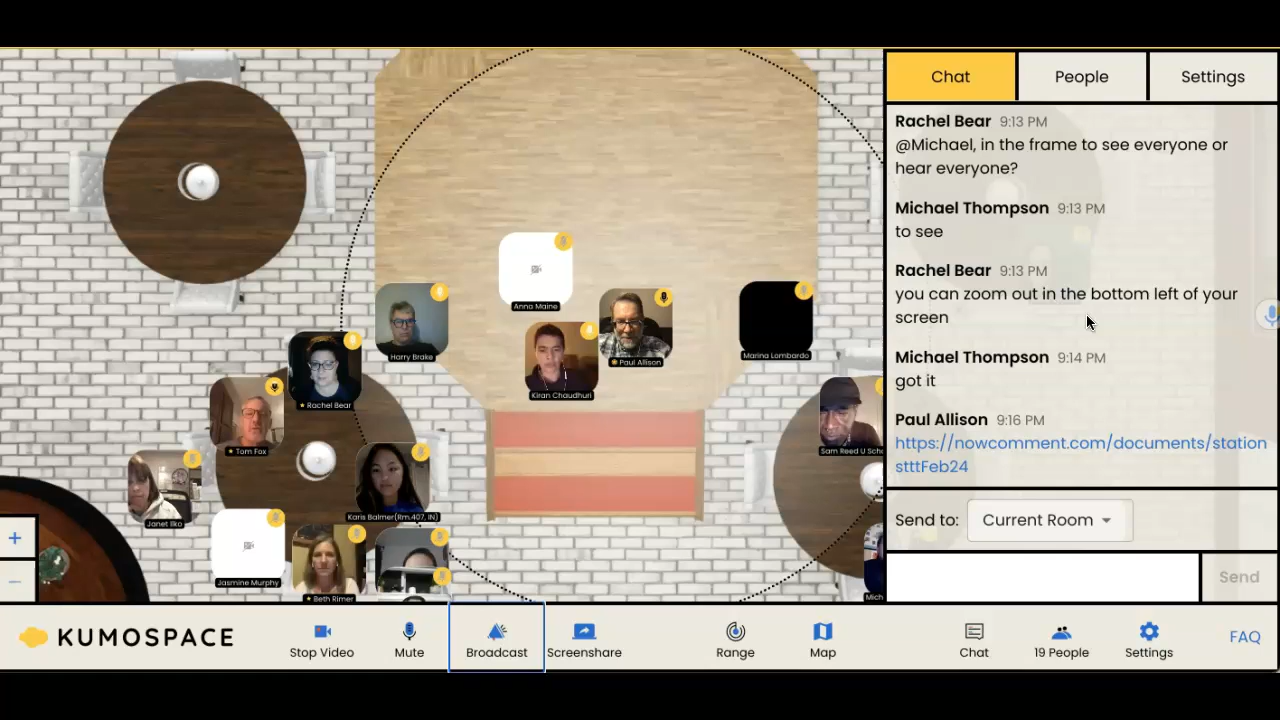 Chat
People
Settings
Rachel Bear 9:13 PM
@Michael, in the frame to see everyone or
hear everyone?
Michael Thompson 9:13 PM
to see
Rachel Bear 9:13 PM
you can zoom out in the bottom left of your
screen
Michael Thompson 9:14 PM
got it
Paul Allison 9:16 PM
https://nowcomment.com/documents/station
stttFeb24
Send to: Current Room
Send
Anna Maine
Harry Brake
Paul Allison
Marina Lombardo
Kiran Chaudhuri
Rachel Bear
Tom Fox
Sam Reed U Scho
Karis Balmer(Rm.407, IN)
Janet Ilko
Jasmine Murphy
Beth Rimer
Mich
+
−
KUMOSPACE
Stop Video
Mute
Broadcast
Screenshare
Range
Map
Chat
19 People
Settings
FAQ